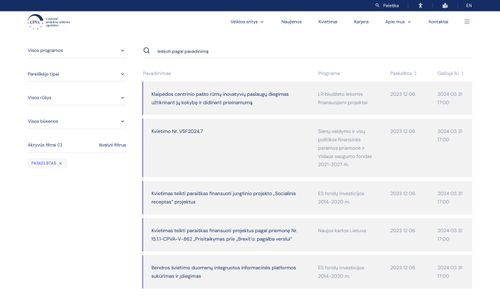 Paieška
EN
CPVA
Centrinė
projektų valdymo
agentūra
Veiklos sritys
Naujienos
Kvietimai
Karjera
Apie mus
Kontaktai
Visos programos
Ieškoti pagal pavadinimą
Pareiškėjo tipai
Pavadinimas
Programa
Paskelbta
Galioja iki
Visos rūšys
Klaipėdos centrinio pašto rūmų inovatyvių paslaugų diegimas
užtikrinant jų kokybę ir didinant prieinamumą
LR biudžeto lėšomis
finansuojami projektai
2023 12 06
2024 03 31
17:00
Visos būsenos
Kvietimo Nr. VSF2024.7
Sienų valdymo ir vizų
politikos finansinės
paramos priemonė ir
Vidaus saugumo fondas
2021-2027 m.
2023 12 06
2024 03 31
17:00
Aktyvūs filtrai (1)
Išvalyti filtrus
PASKELBTAS
Kvietimas teikti paraiškas finansuoti jungtinio projekto „Socialinis
receptas“ projektus
ES fondų investicijos
2014-2020 m.
2023 12 06
2024 03 31
17:00
Kvietimas teikti paraiškas finansuoti projektus pagal priemonę Nr.
15.1.1-CPVA-V-862 „Prisitaikymas prie „Brexit'o: pagalba verslui“
Naujos kartos Lietuva
2023 12 06
2024 03 31
17:00
Bendros švietimo duomenų integruotos informacinės platformos
sukūrimas ir įdiegimas
ES fondų investicijos
2014-2020 m.
2023 12 06
2024 03 31
17:00